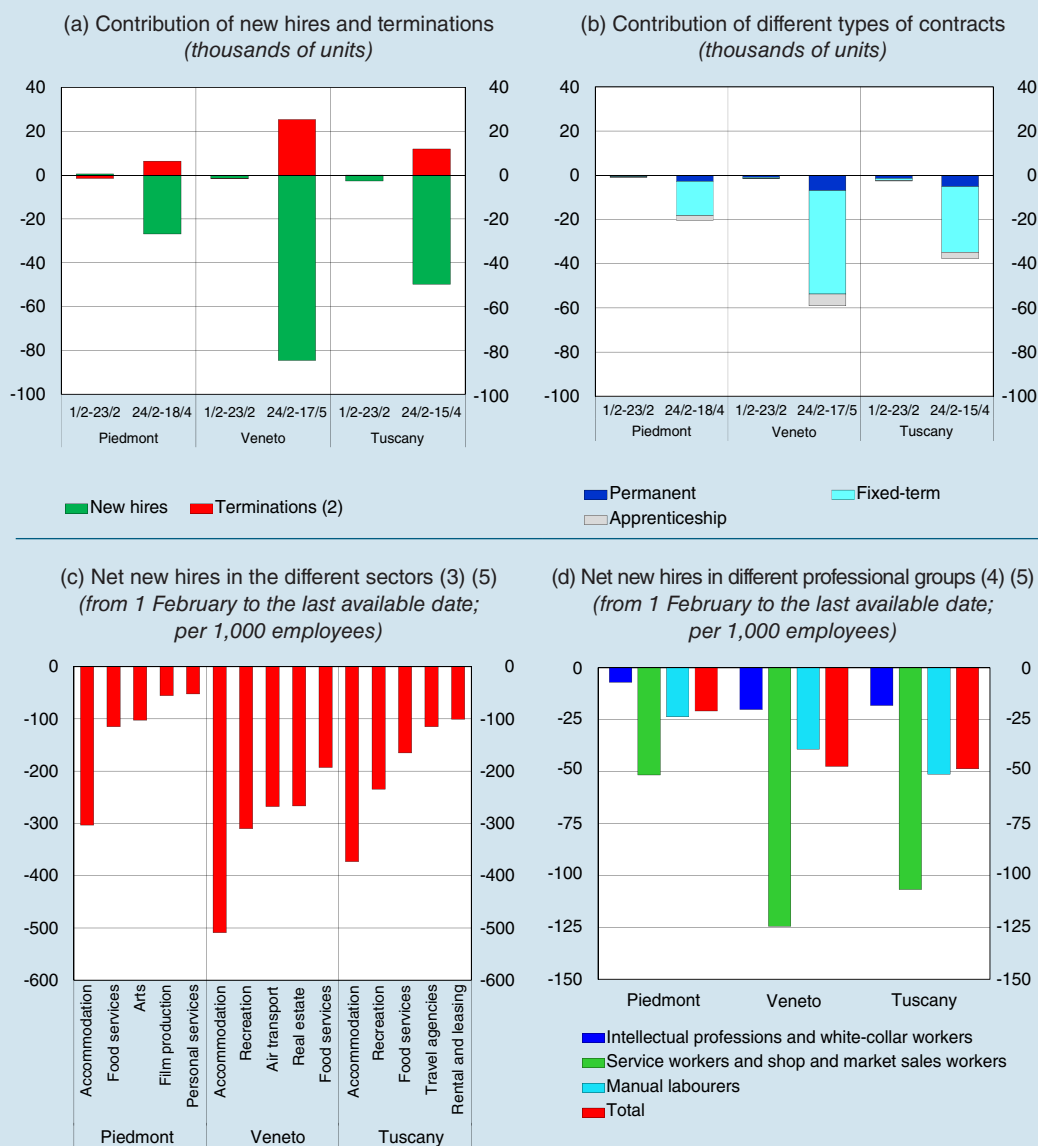 (a) Contribution of new hires and terminations
(thousands of units)
40 40
20 20
0 0
-20 -20
-40 -40
-60 -60
-80 -80
-100 -100
1/2-23/2 24/2-18/4 1/2-23/2 24/2-17/5 1/2-23/2 24/2-15/4
Piedmont Veneto Tuscany
New hires Terminations (2)
(b) Contribution of different types of contracts
(thousands of units)
40 40
20 20
0 0
-20 -20
-40 -40
-60 -60
-80 -80
-100 -100
1/2-23/2 24/2-18/4 1/2-23/2 24/2-17/5 1/2-23/2 24/2-15/4
Piedmont Veneto Tuscany
Permanent Fixed-term
Apprenticeship
(c) Net new hires in the different sectors (3) (5)
(from 1 February to the last available date;
per 1,000 employees)
0 0
-100 -100
-200 -200
-300 -300
-400 -400
-500 -500
-600 -600
Accommodation
Food services
Arts
Film production
Personal services
Accommodation
Recreation
Air transport
Real estate
Food services
Accommodation
Recreation
Food services
Travel agencies
Rental and leasing
Piedmont Veneto Tuscany
(d) Net new hires in different professional groups (4) (5)
(from 1 February to the last available date;
per 1,000 employees)
0 0
-25 -25
-50 -50
-75 -75
-100 -100
-125 -125
-150 -150
Piedmont Veneto Tuscany
Intellectual professions and white-collar workers
Service workers and shop and market sales workers
Manual labourers
Total